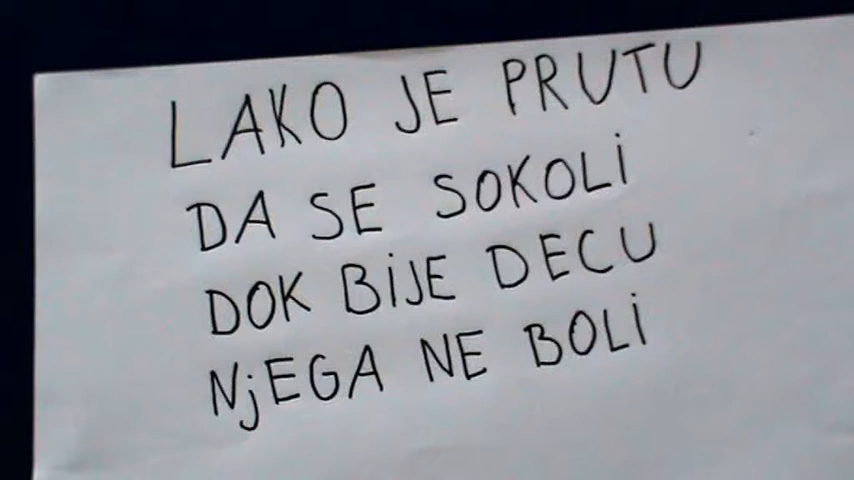 LAKO JE PRUTU
DA SE SOKOLi
DOK BiJE DECU
NjEGA NE BOLi